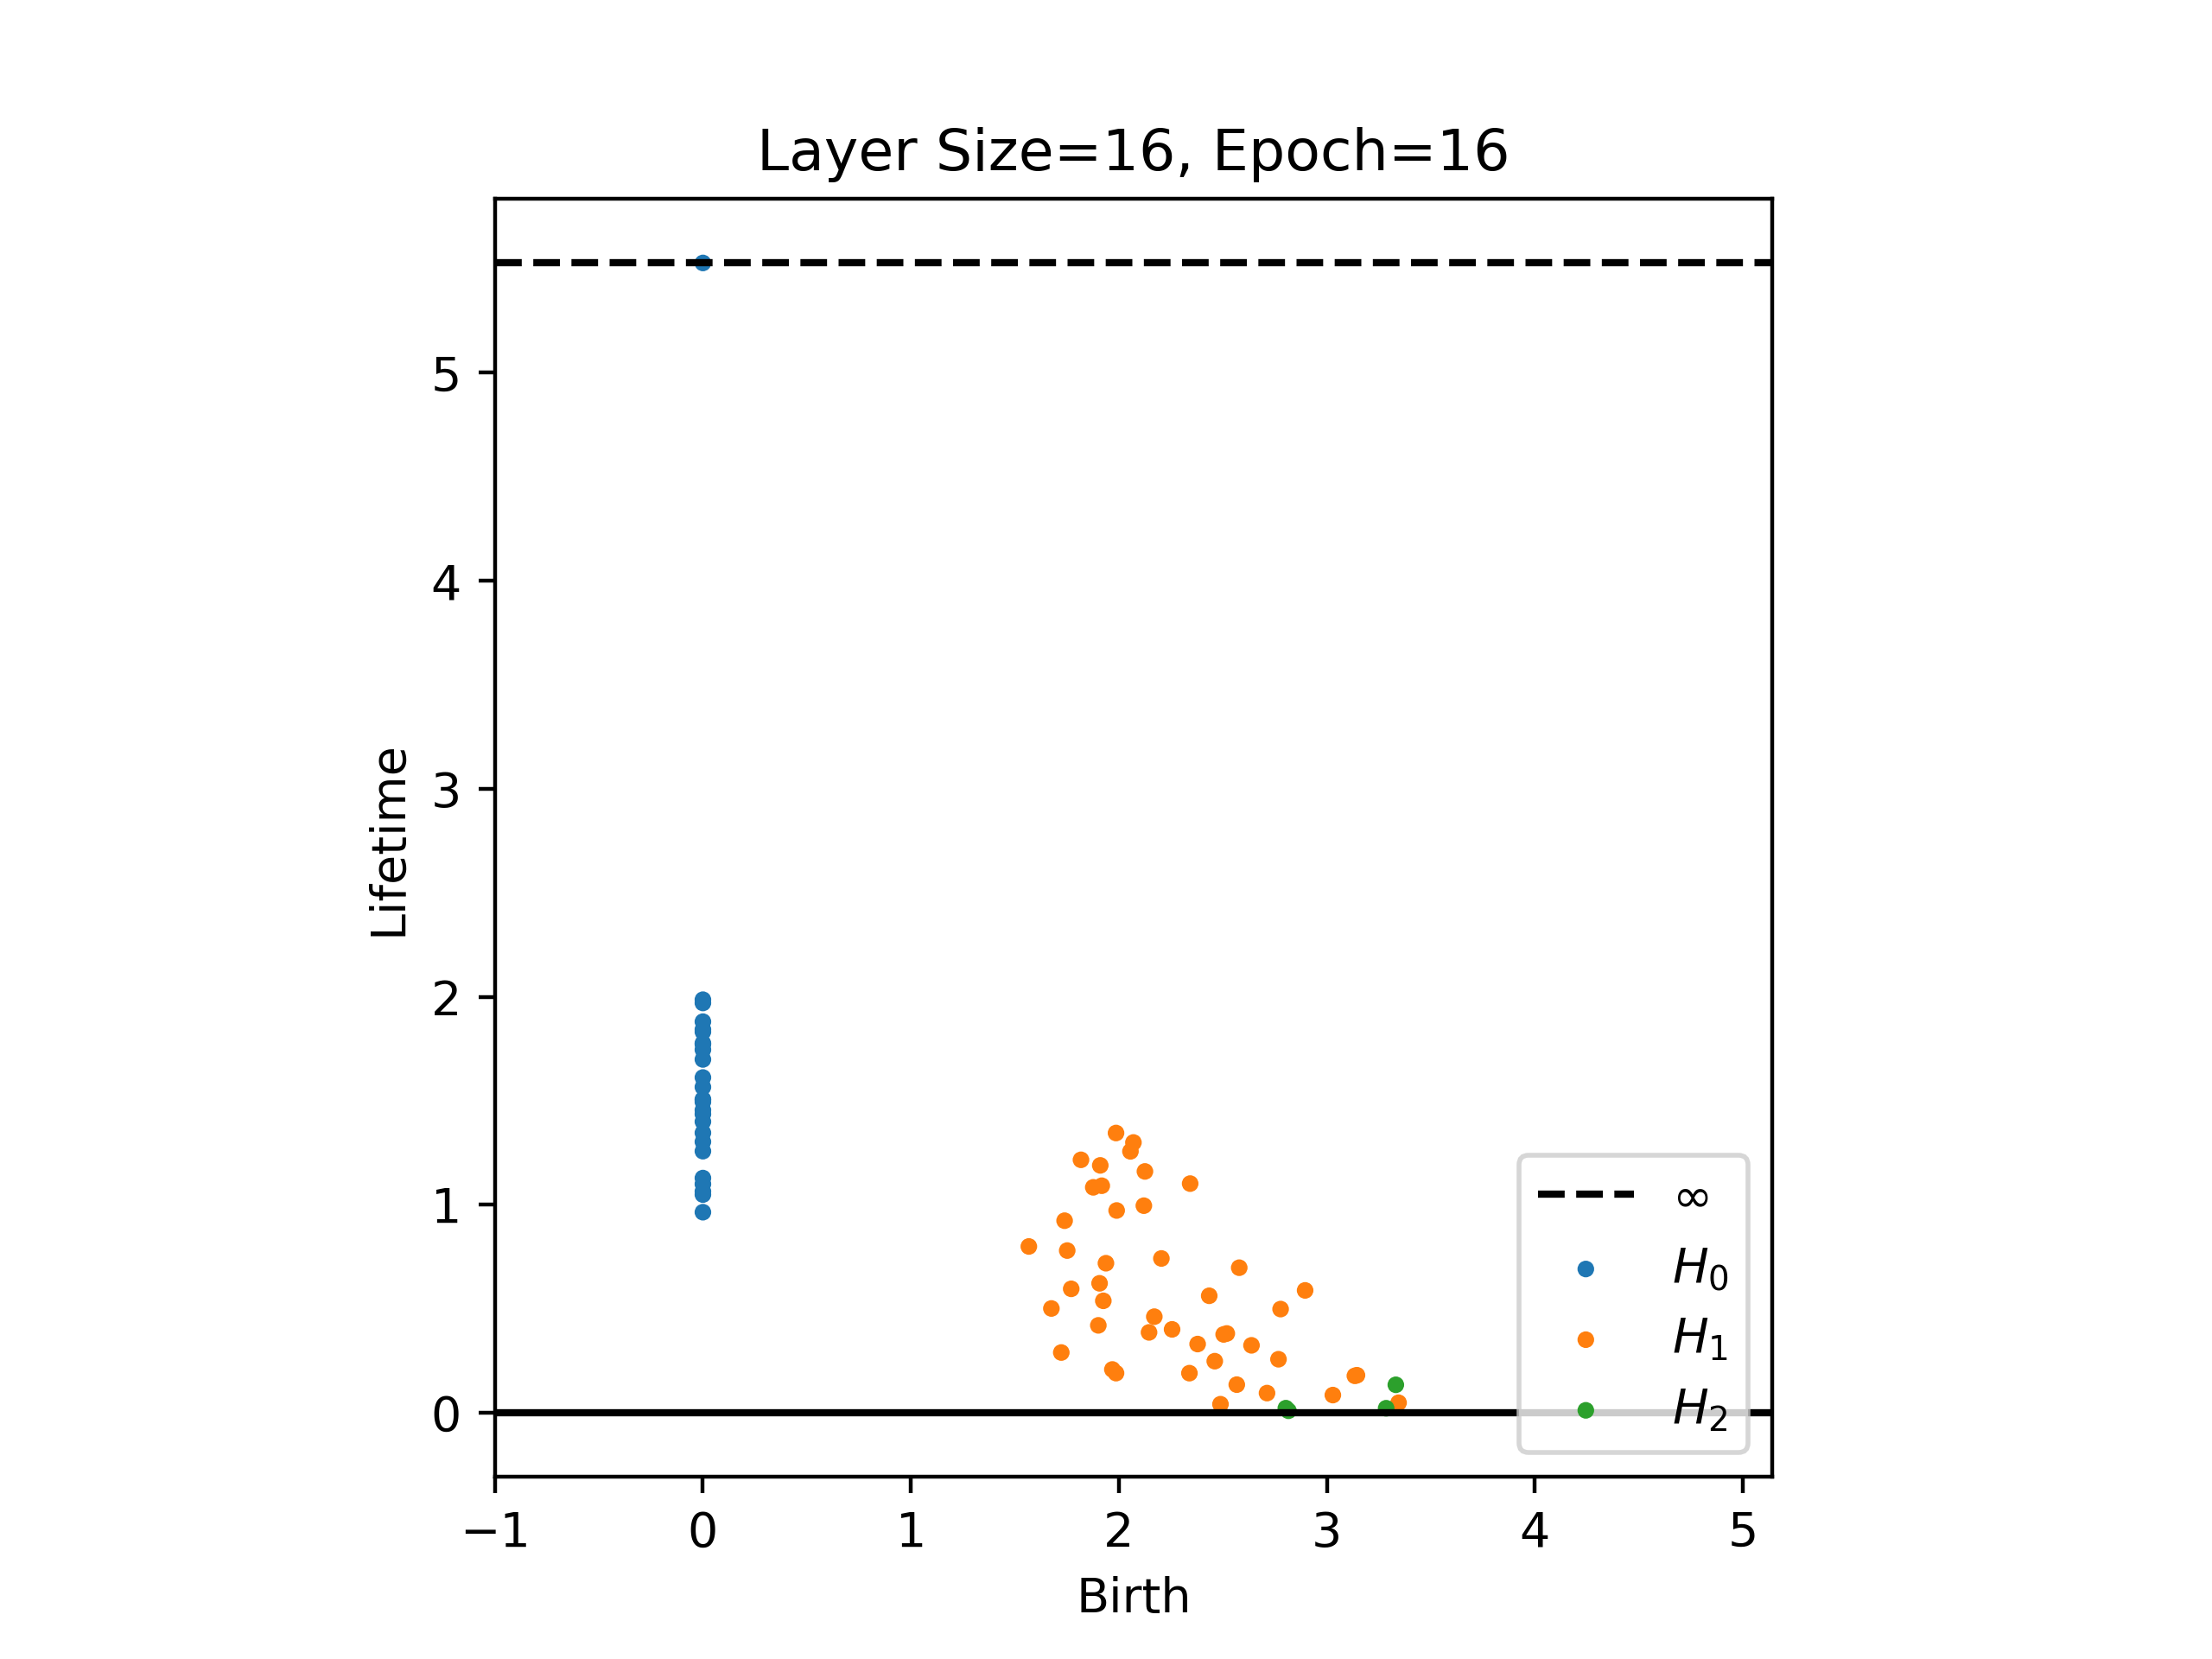 Layer Size=16, Epoch=16
Lifetime
5
4
3
2
1
0
∞
H₀
H₁
H₂
−1 0 1 2 3 4 5
Birth